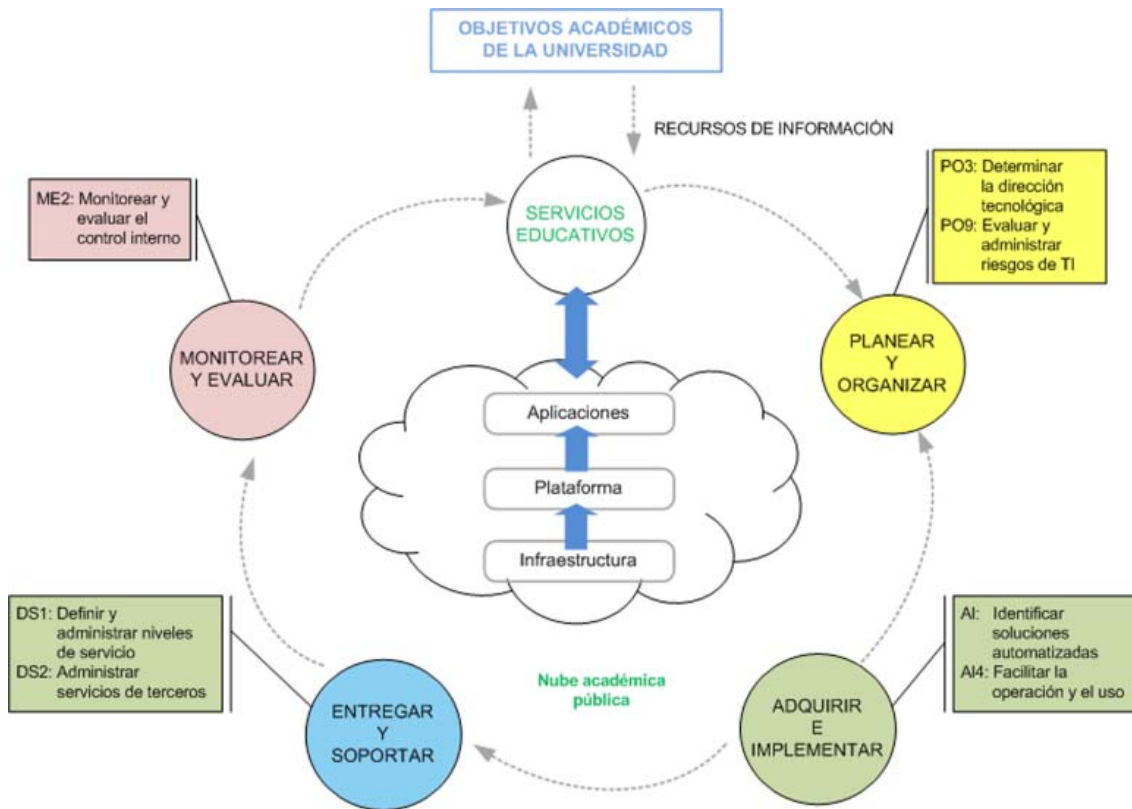 OBJETIVOS ACADÉMICOS
DE LA UNIVERSIDAD
RECURSOS DE INFORMACIÓN
ME2: Monitorear y
evaluar el
control interno
SERVICIOS
EDUCATIVOS
PO3: Determinar
la dirección
tecnológica
PO9: Evaluar y
administrar
riesgos de TI
MONITOREAR
Y EVALUAR
PLANEAR
Y
ORGANIZAR
Aplicaciones
Plataforma
Infraestructura
DS1: Definir y
administrar niveles
de servicio
DS2: Administrar
servicios de terceros
ENTREGAR
Y
SOPORTAR
Nube académica
pública
ADQUIRIR
E
IMPLEMENTAR
AI: Identificar
soluciones
automatizadas
AI4: Facilitar la
operación y el uso